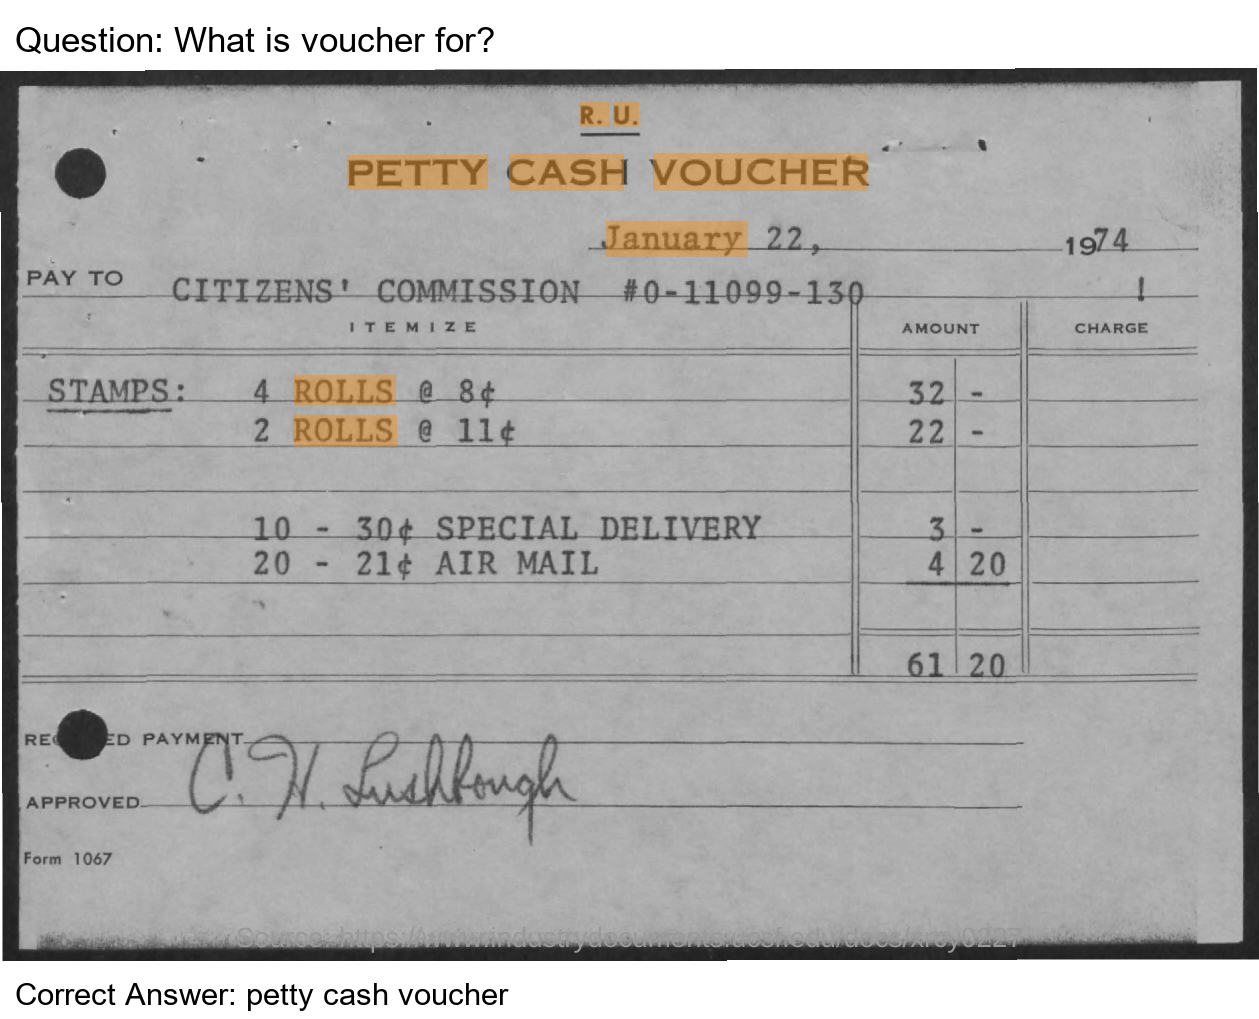 Question: What is voucher for?
R. U.
PETTY CASH VOUCHER
January 22, 1974
PAY TO CITIZENS' COMMISSION #0-11099-130 !
ITEMIZE AMOUNT CHARGE
STAMPS: 4 ROLLS @ 8¢ 32 -
2 ROLLS @ 11¢ 22 -
10 - 30¢ SPECIAL DELIVERY 3 -
20 - 21¢ AIR MAIL 4 20
61 20
RE ED PAYMENT
C. H. Lushbough
APPROVED
Form 1067
Source: https://www.industrydocuments.ucsf.edu/docs/
Correct Answer: petty cash voucher